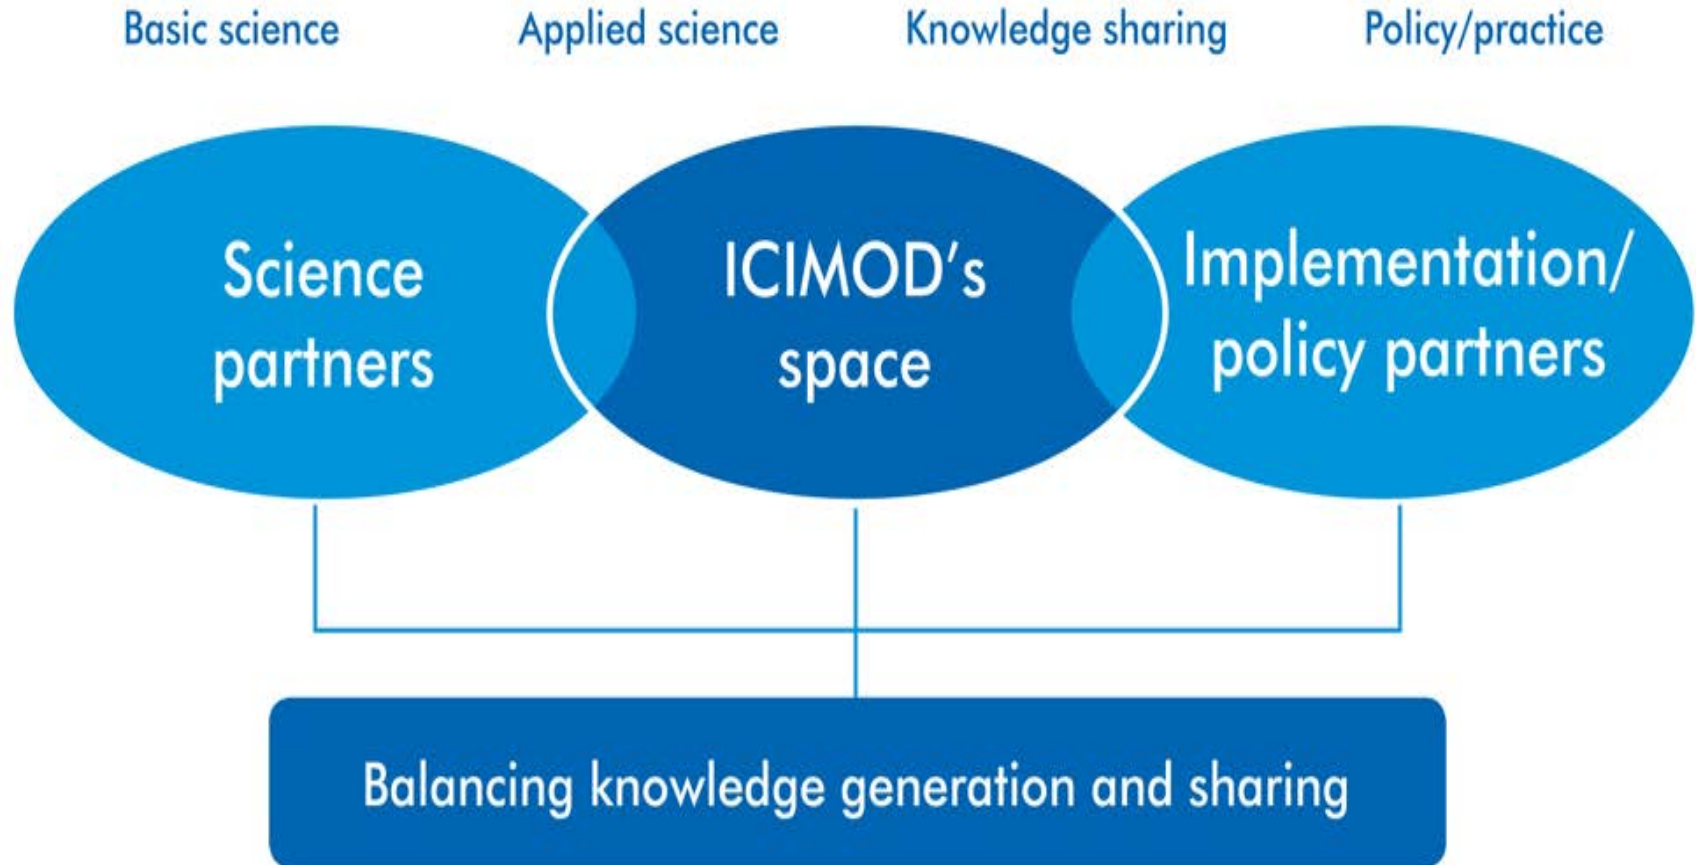 Basic science
Applied science
Knowledge sharing
Policy/practice
Science
partners
ICIMOD’s
space
Implementation/
policy partners
Balancing knowledge generation and sharing